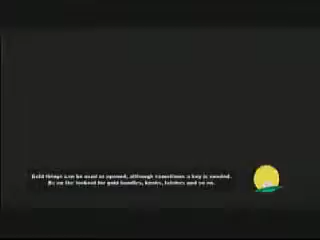 Gold things can be used or opened, although sometimes a key is needed.
Be on the lookout for gold handles, knobs, latches and so on.